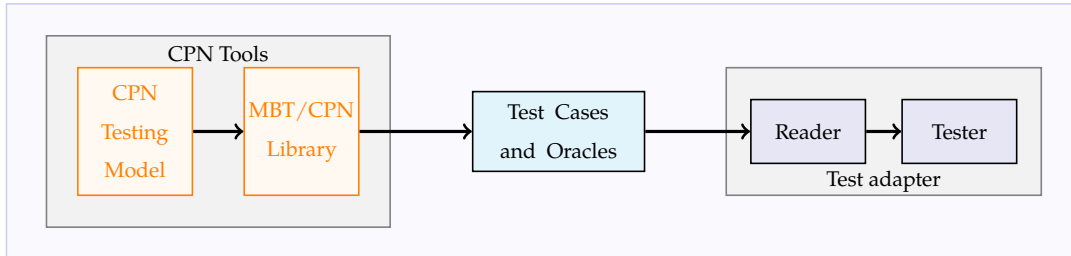 CPN Tools
CPN
Testing
Model
MBT/CPN
Library
Test Cases
and Oracles
Reader
Tester
Test adapter